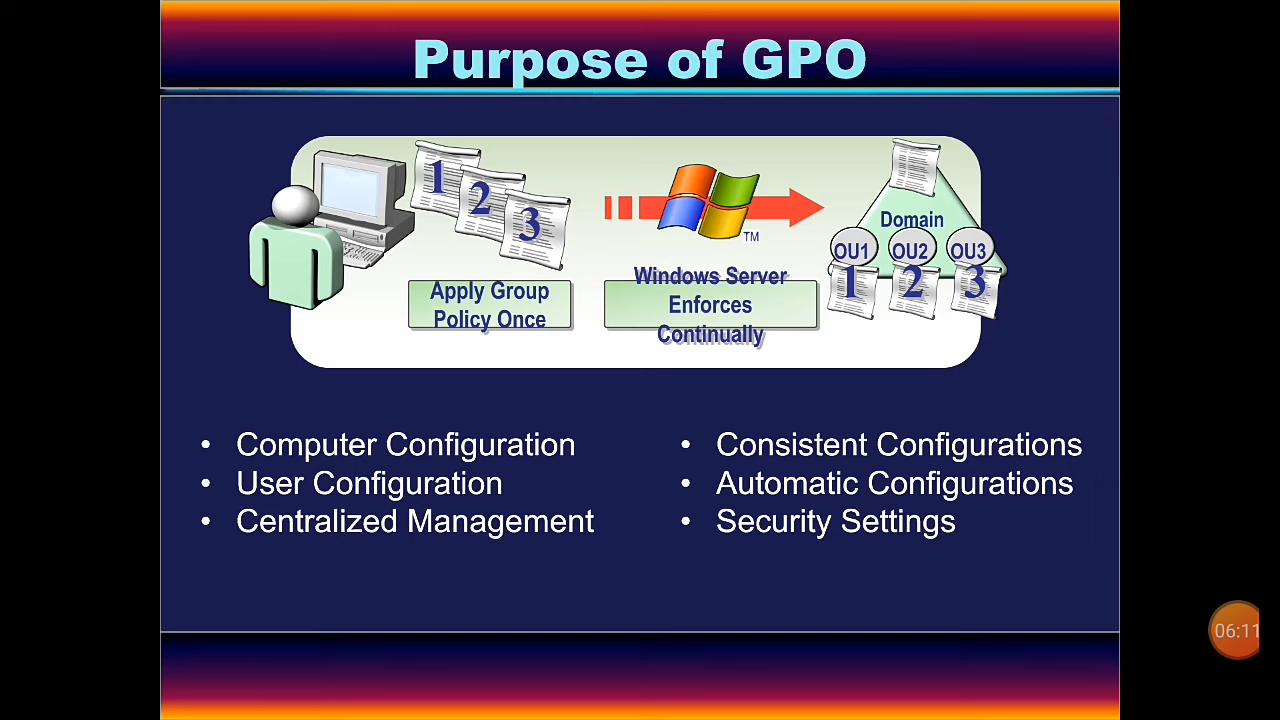 Purpose of GPO
1
2
3
TM
Domain
OU1 OU2 OU3
1 2 3
Apply Group
Policy Once
Windows Server
Enforces
Continually
• Computer Configuration
• User Configuration
• Centralized Management
• Consistent Configurations
• Automatic Configurations
• Security Settings
06:11